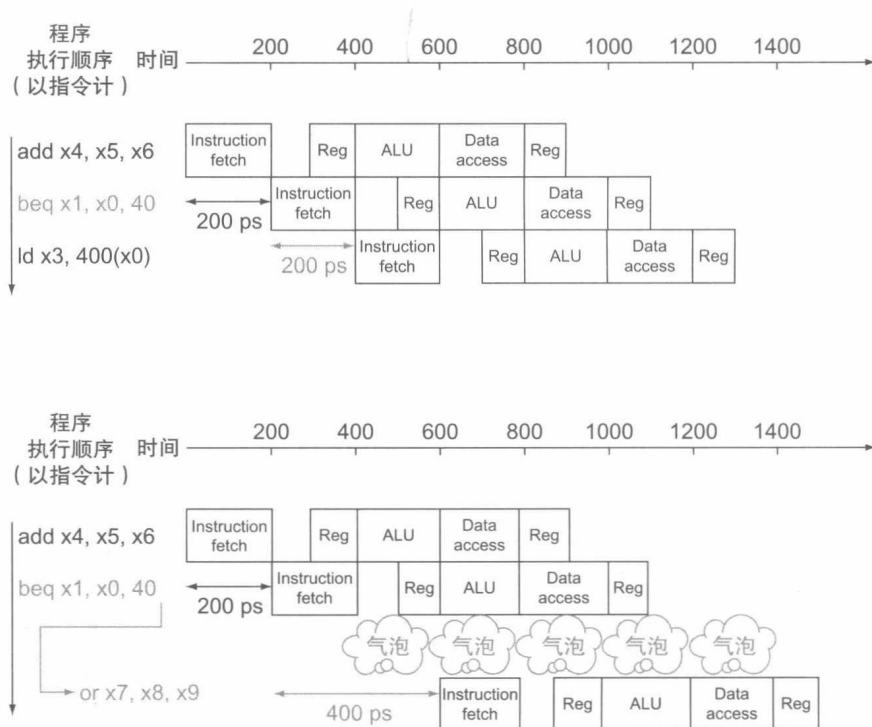 程序
执行顺序 时间
（以指令计）
200 400 600 800 1000 1200 1400
add x4, x5, x6
Instruction fetch
Reg
ALU
Data access
Reg
beq x1, x0, 40
200 ps
Instruction fetch
Reg
ALU
Data access
Reg
ld x3, 400(x0)
200 ps
Instruction fetch
Reg
ALU
Data access
Reg
程序
执行顺序 时间
（以指令计）
200 400 600 800 1000 1200 1400
add x4, x5, x6
Instruction fetch
Reg
ALU
Data access
Reg
beq x1, x0, 40
200 ps
Instruction fetch
Reg
ALU
Data access
Reg
气泡 气泡 气泡 气泡 气泡
or x7, x8, x9
400 ps
Instruction fetch
Reg
ALU
Data access
Reg